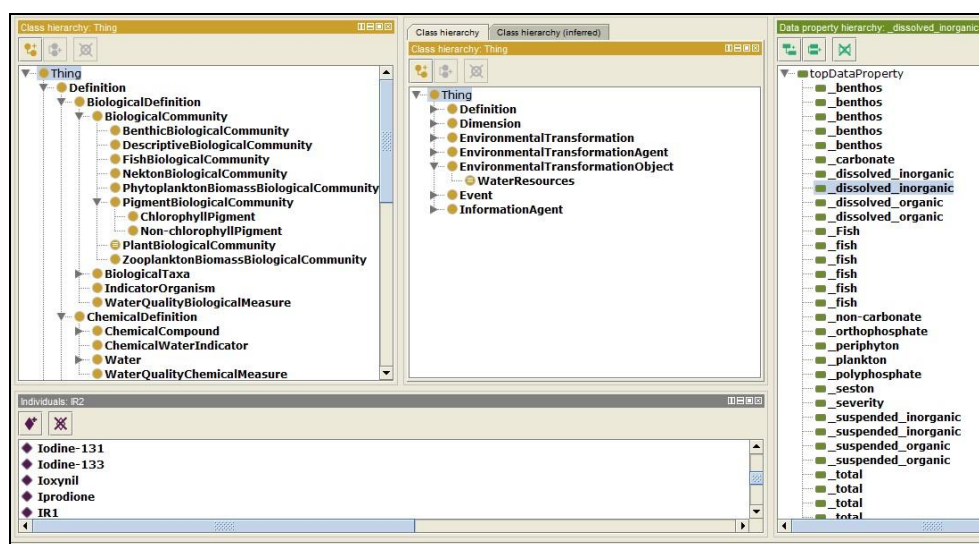 Class hierarchy: Thing
Thing
Definition
BiologicalDefinition
BiologicalCommunity
BenthicBiologicalCommunity
DescriptiveBiologicalCommunity
FishBiologicalCommunity
NektonBiologicalCommunity
PhytoplanktonBiomassBiologicalCommunity
PigmentBiologicalCommunity
ChlorophyllPigment
Non-chlorophyllPigment
PlantBiologicalCommunity
ZooplanktonBiomassBiologicalCommunity
BiologicalTaxa
IndicatorOrganism
WaterQualityBiologicalMeasure
ChemicalDefinition
ChemicalCompound
ChemicalWaterIndicator
Water
WaterQualityChemicalMeasure
Class hierarchy
Class hierarchy (inferred)
Class hierarchy: Thing
Thing
Definition
Dimension
EnvironmentalTransformation
EnvironmentalTransformationAgent
EnvironmentalTransformationObject
WaterResources
Event
InformationAgent
Data property hierarchy: _dissolved_inorganic
topDataProperty
_benthos
_benthos
_benthos
_benthos
_benthos
_carbonate
_dissolved_inorganic
_dissolved_inorganic
_dissolved_organic
_dissolved_organic
_Fish
_fish
_fish
_fish
_fish
_fish
_non-carbonate
_orthophosphate
_periphyton
_plankton
_polyphosphate
_seston
_severity
_suspended_inorganic
_suspended_inorganic
_suspended_organic
_suspended_organic
_total
_total
_total
_total
Individuals: IR2
Iodine-131
Iodine-133
Ioxynil
Iprodione
IR1